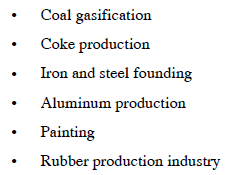 • Coal gasification
• Coke production
• Iron and steel founding
• Aluminum production
• Painting
• Rubber production industry